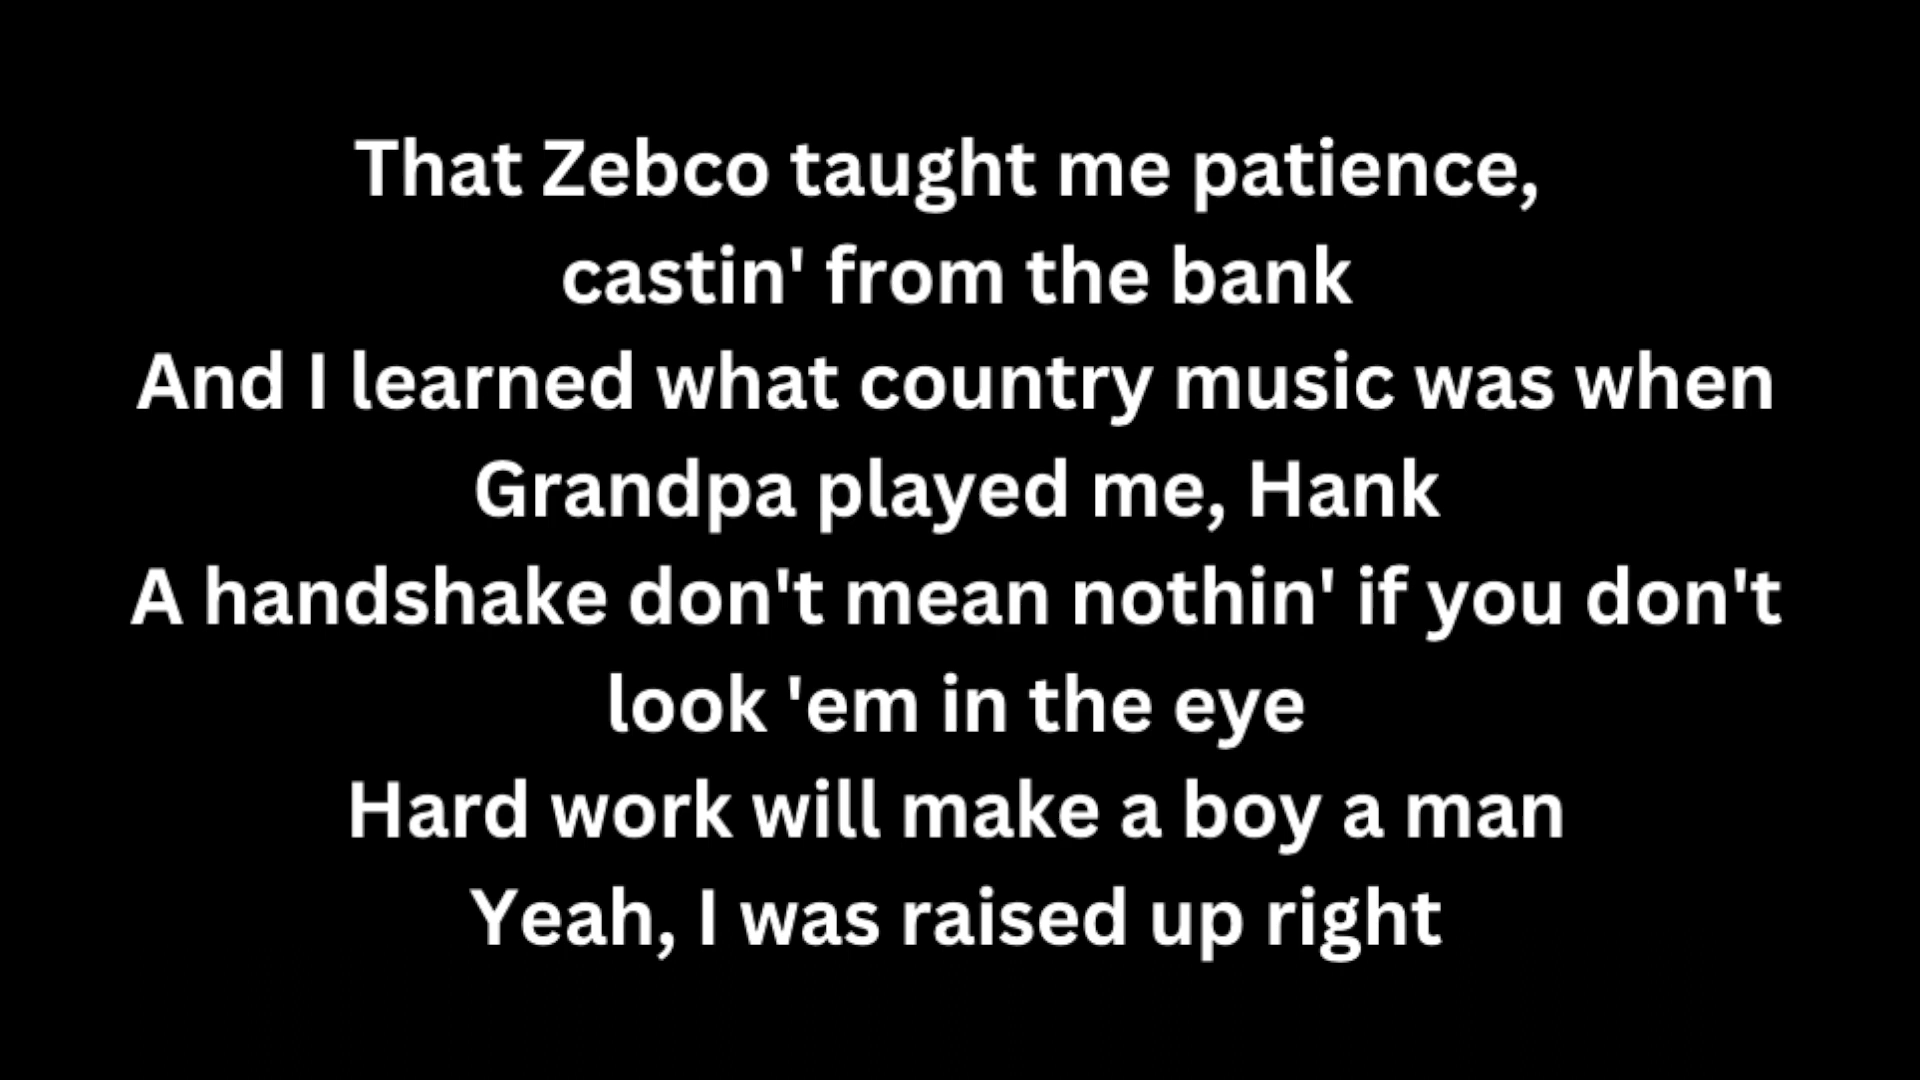 That Zebco taught me patience,
castin' from the bank
And I learned what country music was when
Grandpa played me, Hank
A handshake don't mean nothin' if you don't
look 'em in the eye
Hard work will make a boy a man
Yeah, I was raised up right